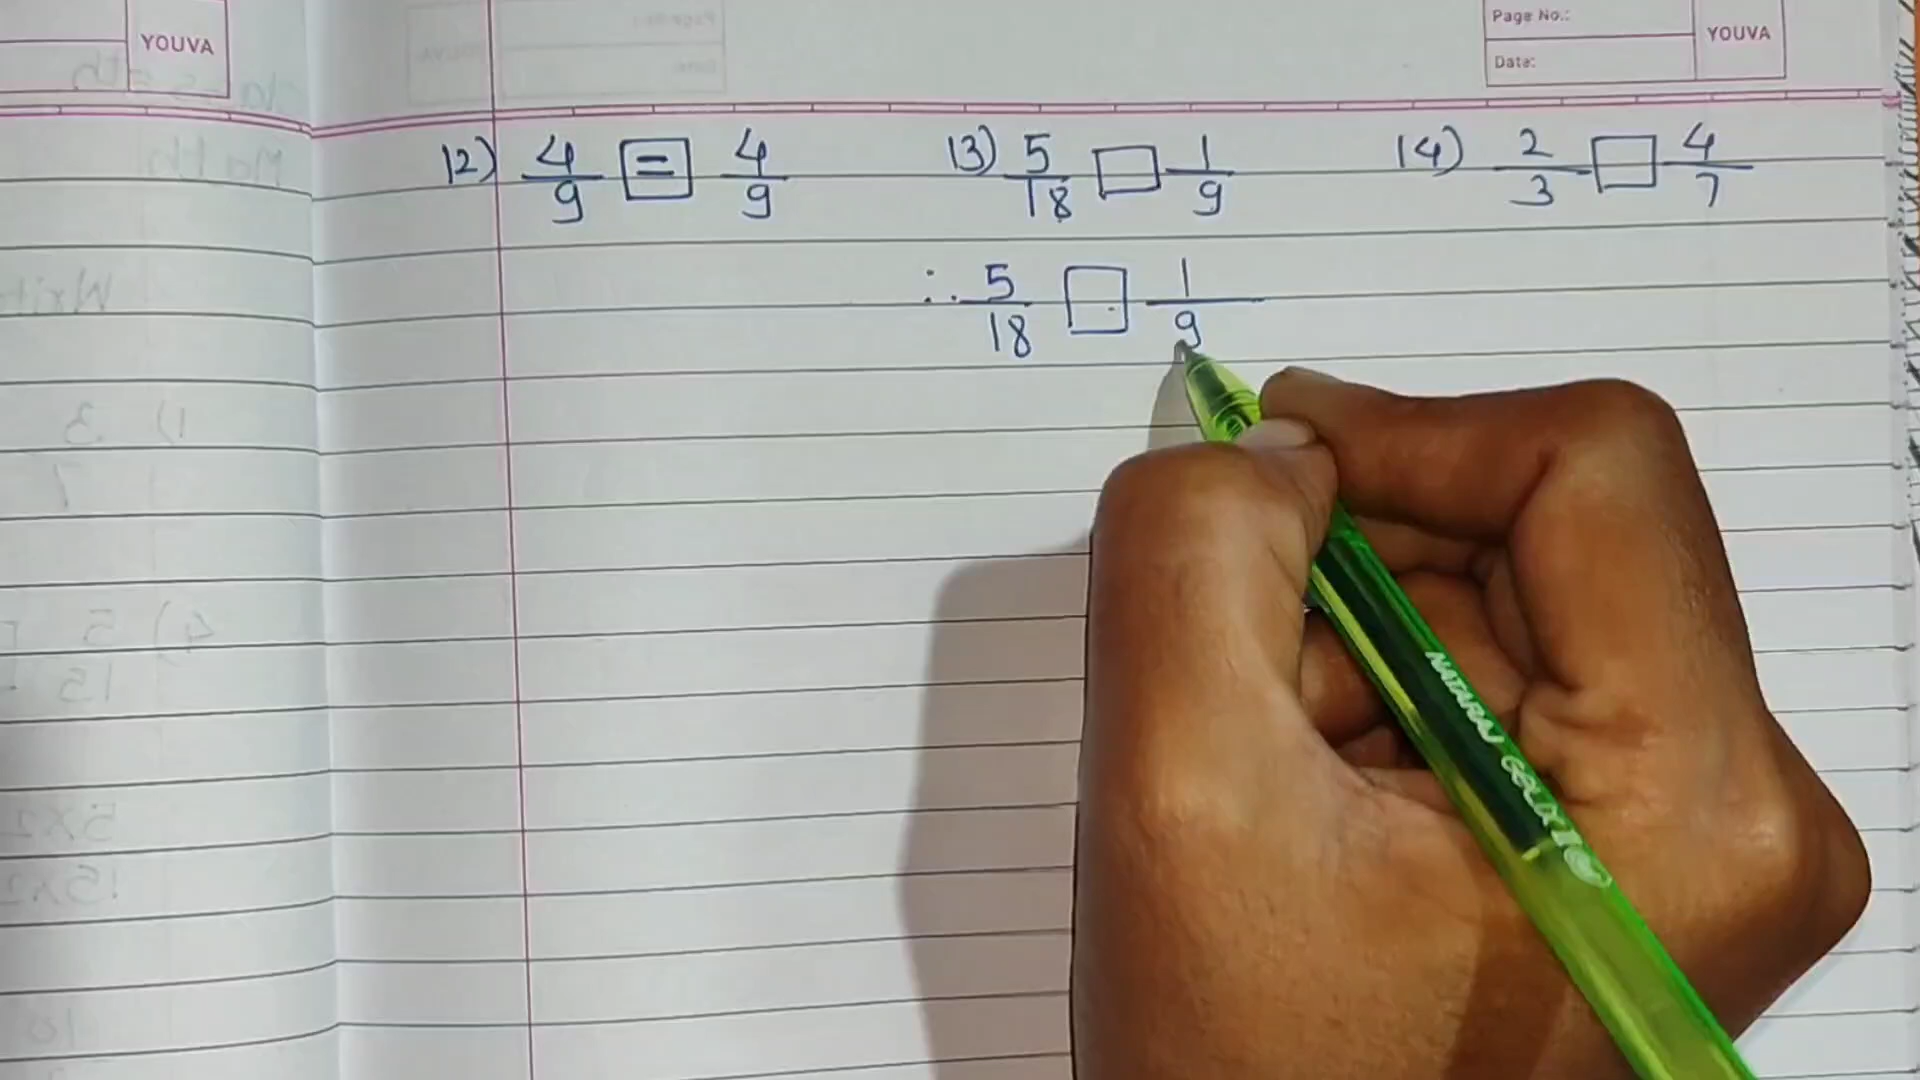 YOUVA
Page No.:
Date:
YOUVA
12) 4/9 = 4/9
13) 5/18 □ 1/9
14) 2/3 □ 4/7
∴ 5/18 □ 1/9
NATARAJ GOLDX